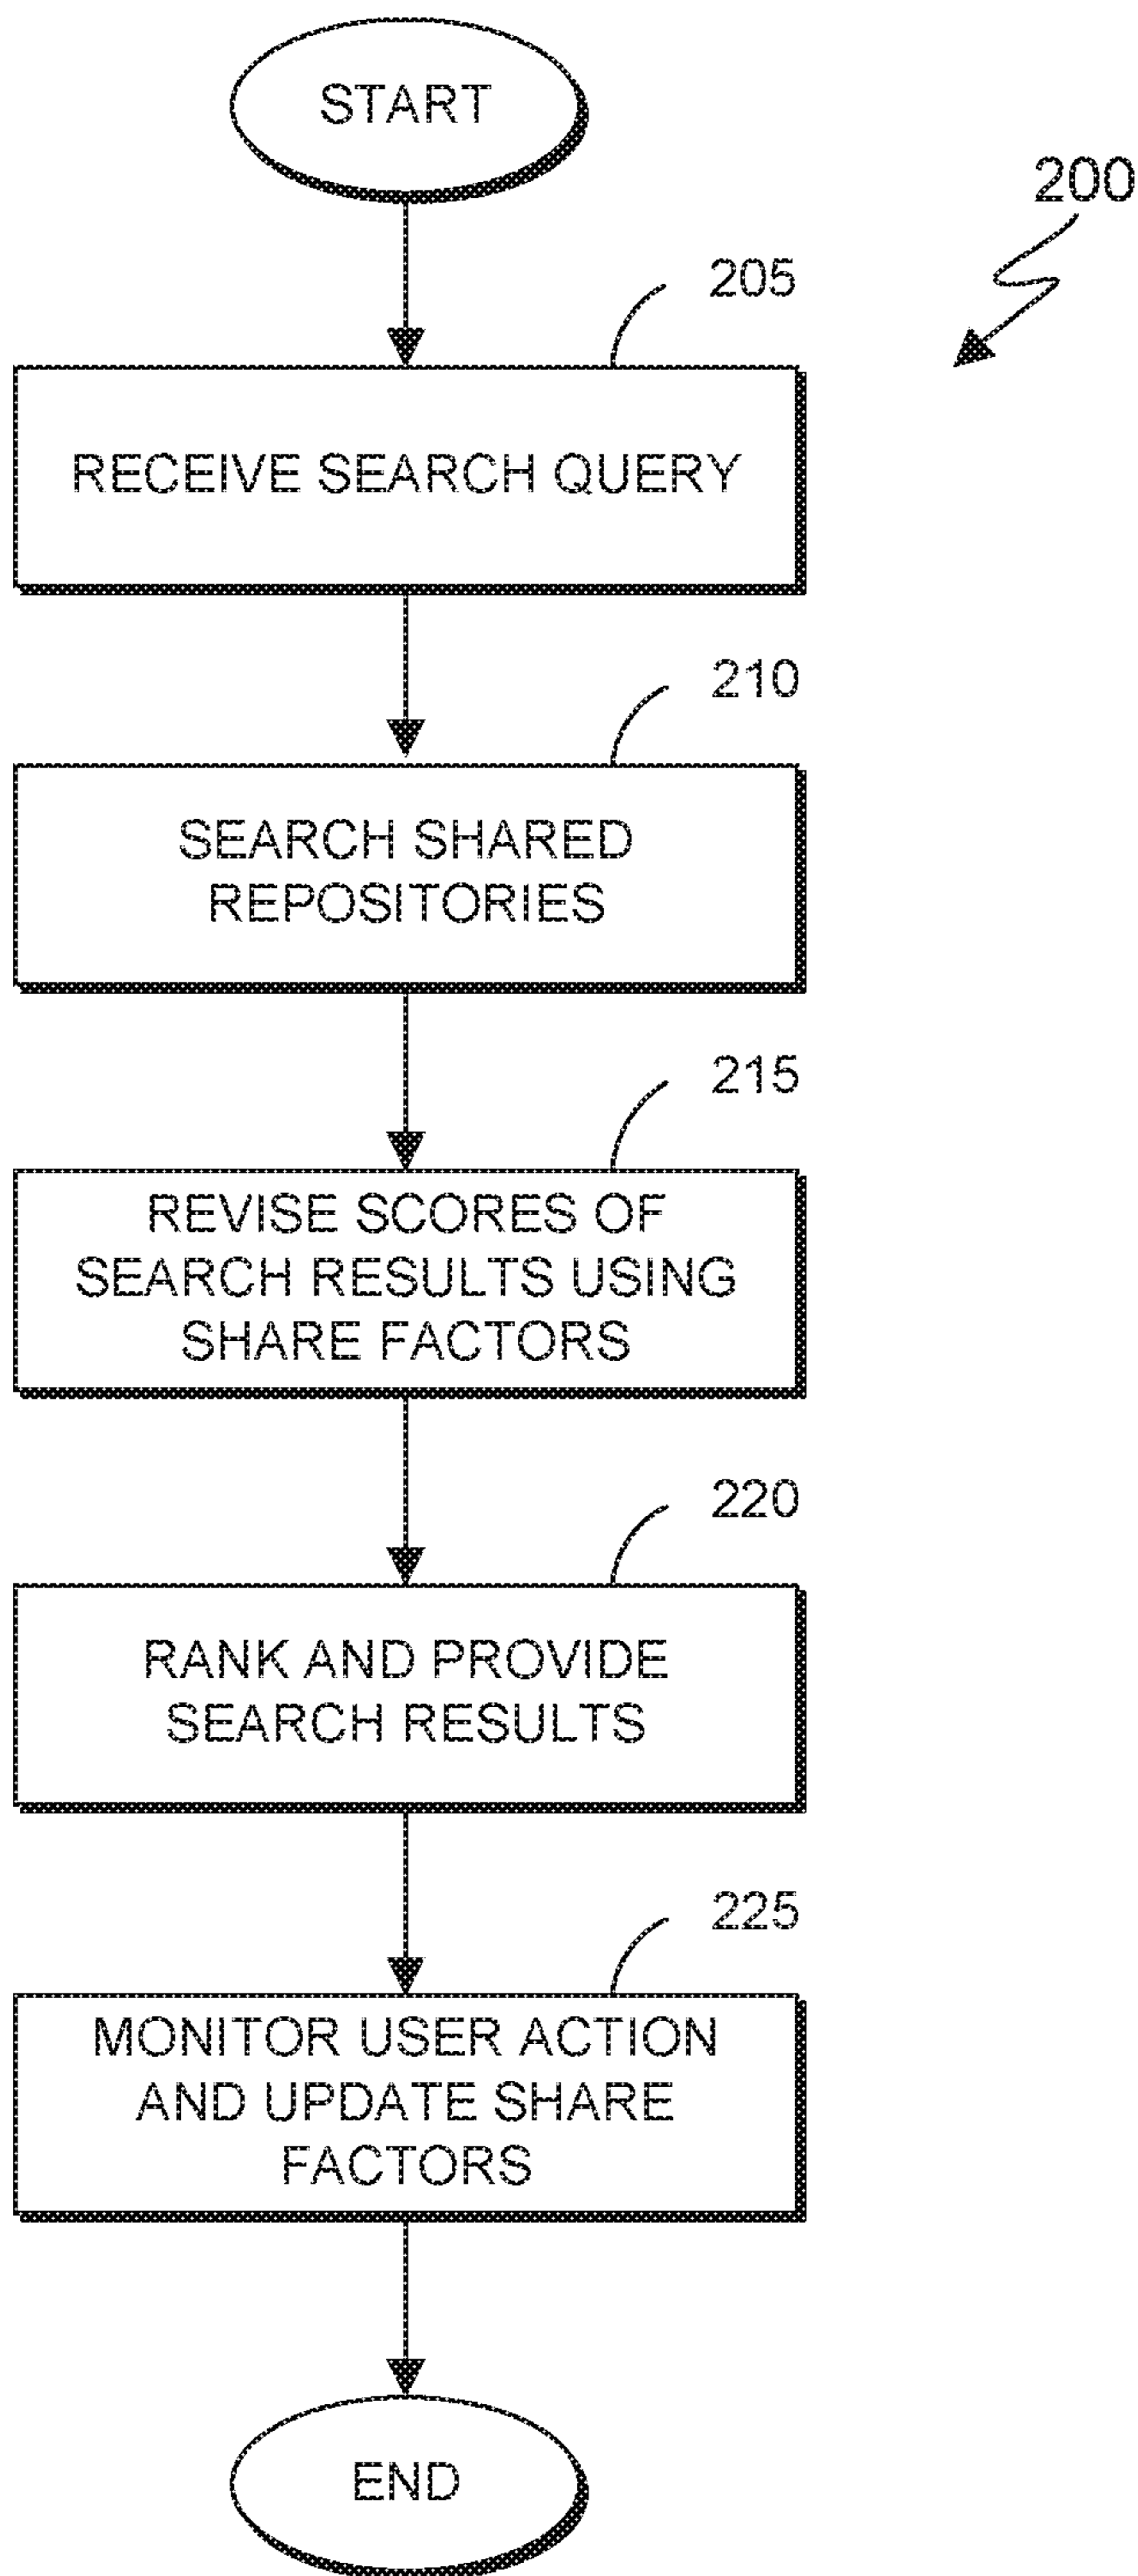 START
200
205
RECEIVE SEARCH QUERY
210
SEARCH SHARED
REPOSITORIES
215
REVISE SCORES OF
SEARCH RESULTS USING
SHARE FACTORS
220
RANK AND PROVIDE
SEARCH RESULTS
225
MONITOR USER ACTION
AND UPDATE SHARE
FACTORS
END